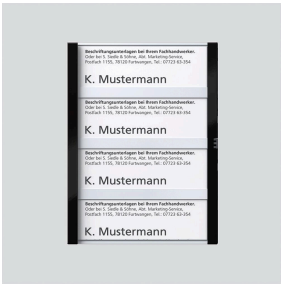 Beschriftungsunterlagen bei Ihrem Fachhandwerker.
Oder bei S. Siedle & Söhne, Abt. Marketing-Service,
Postfach 1155, 78120 Furtwangen, Tel.: 07723 63-354
K. Mustermann
Beschriftungsunterlagen bei Ihrem Fachhandwerker.
Oder bei S. Siedle & Söhne, Abt. Marketing-Service,
Postfach 1155, 78120 Furtwangen, Tel.: 07723 63-354
K. Mustermann
Beschriftungsunterlagen bei Ihrem Fachhandwerker.
Oder bei S. Siedle & Söhne, Abt. Marketing-Service,
Postfach 1155, 78120 Furtwangen, Tel.: 07723 63-354
K. Mustermann
Beschriftungsunterlagen bei Ihrem Fachhandwerker.
Oder bei S. Siedle & Söhne, Abt. Marketing-Service,
Postfach 1155, 78120 Furtwangen, Tel.: 07723 63-354
K. Mustermann